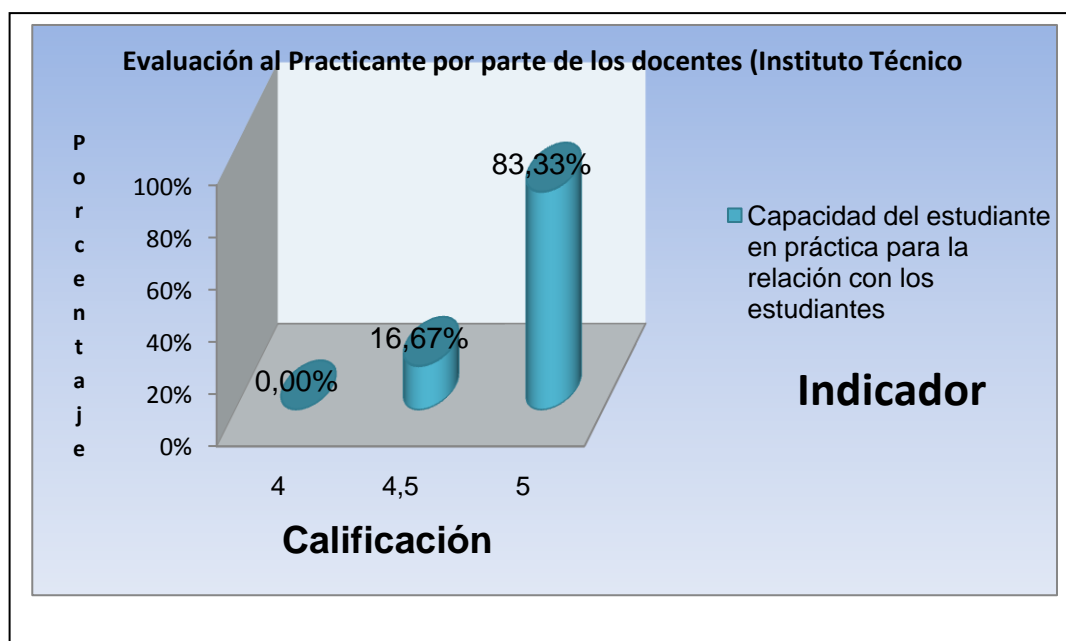 Evaluación al Practicante por parte de los docentes (Instituto Técnico
Porcentaje
100%
80%
60%
40%
20%
0%
0,00%
16,67%
83,33%
4
4,5
5
Calificación
Capacidad del estudiante
en práctica para la
relación con los
estudiantes
Indicador